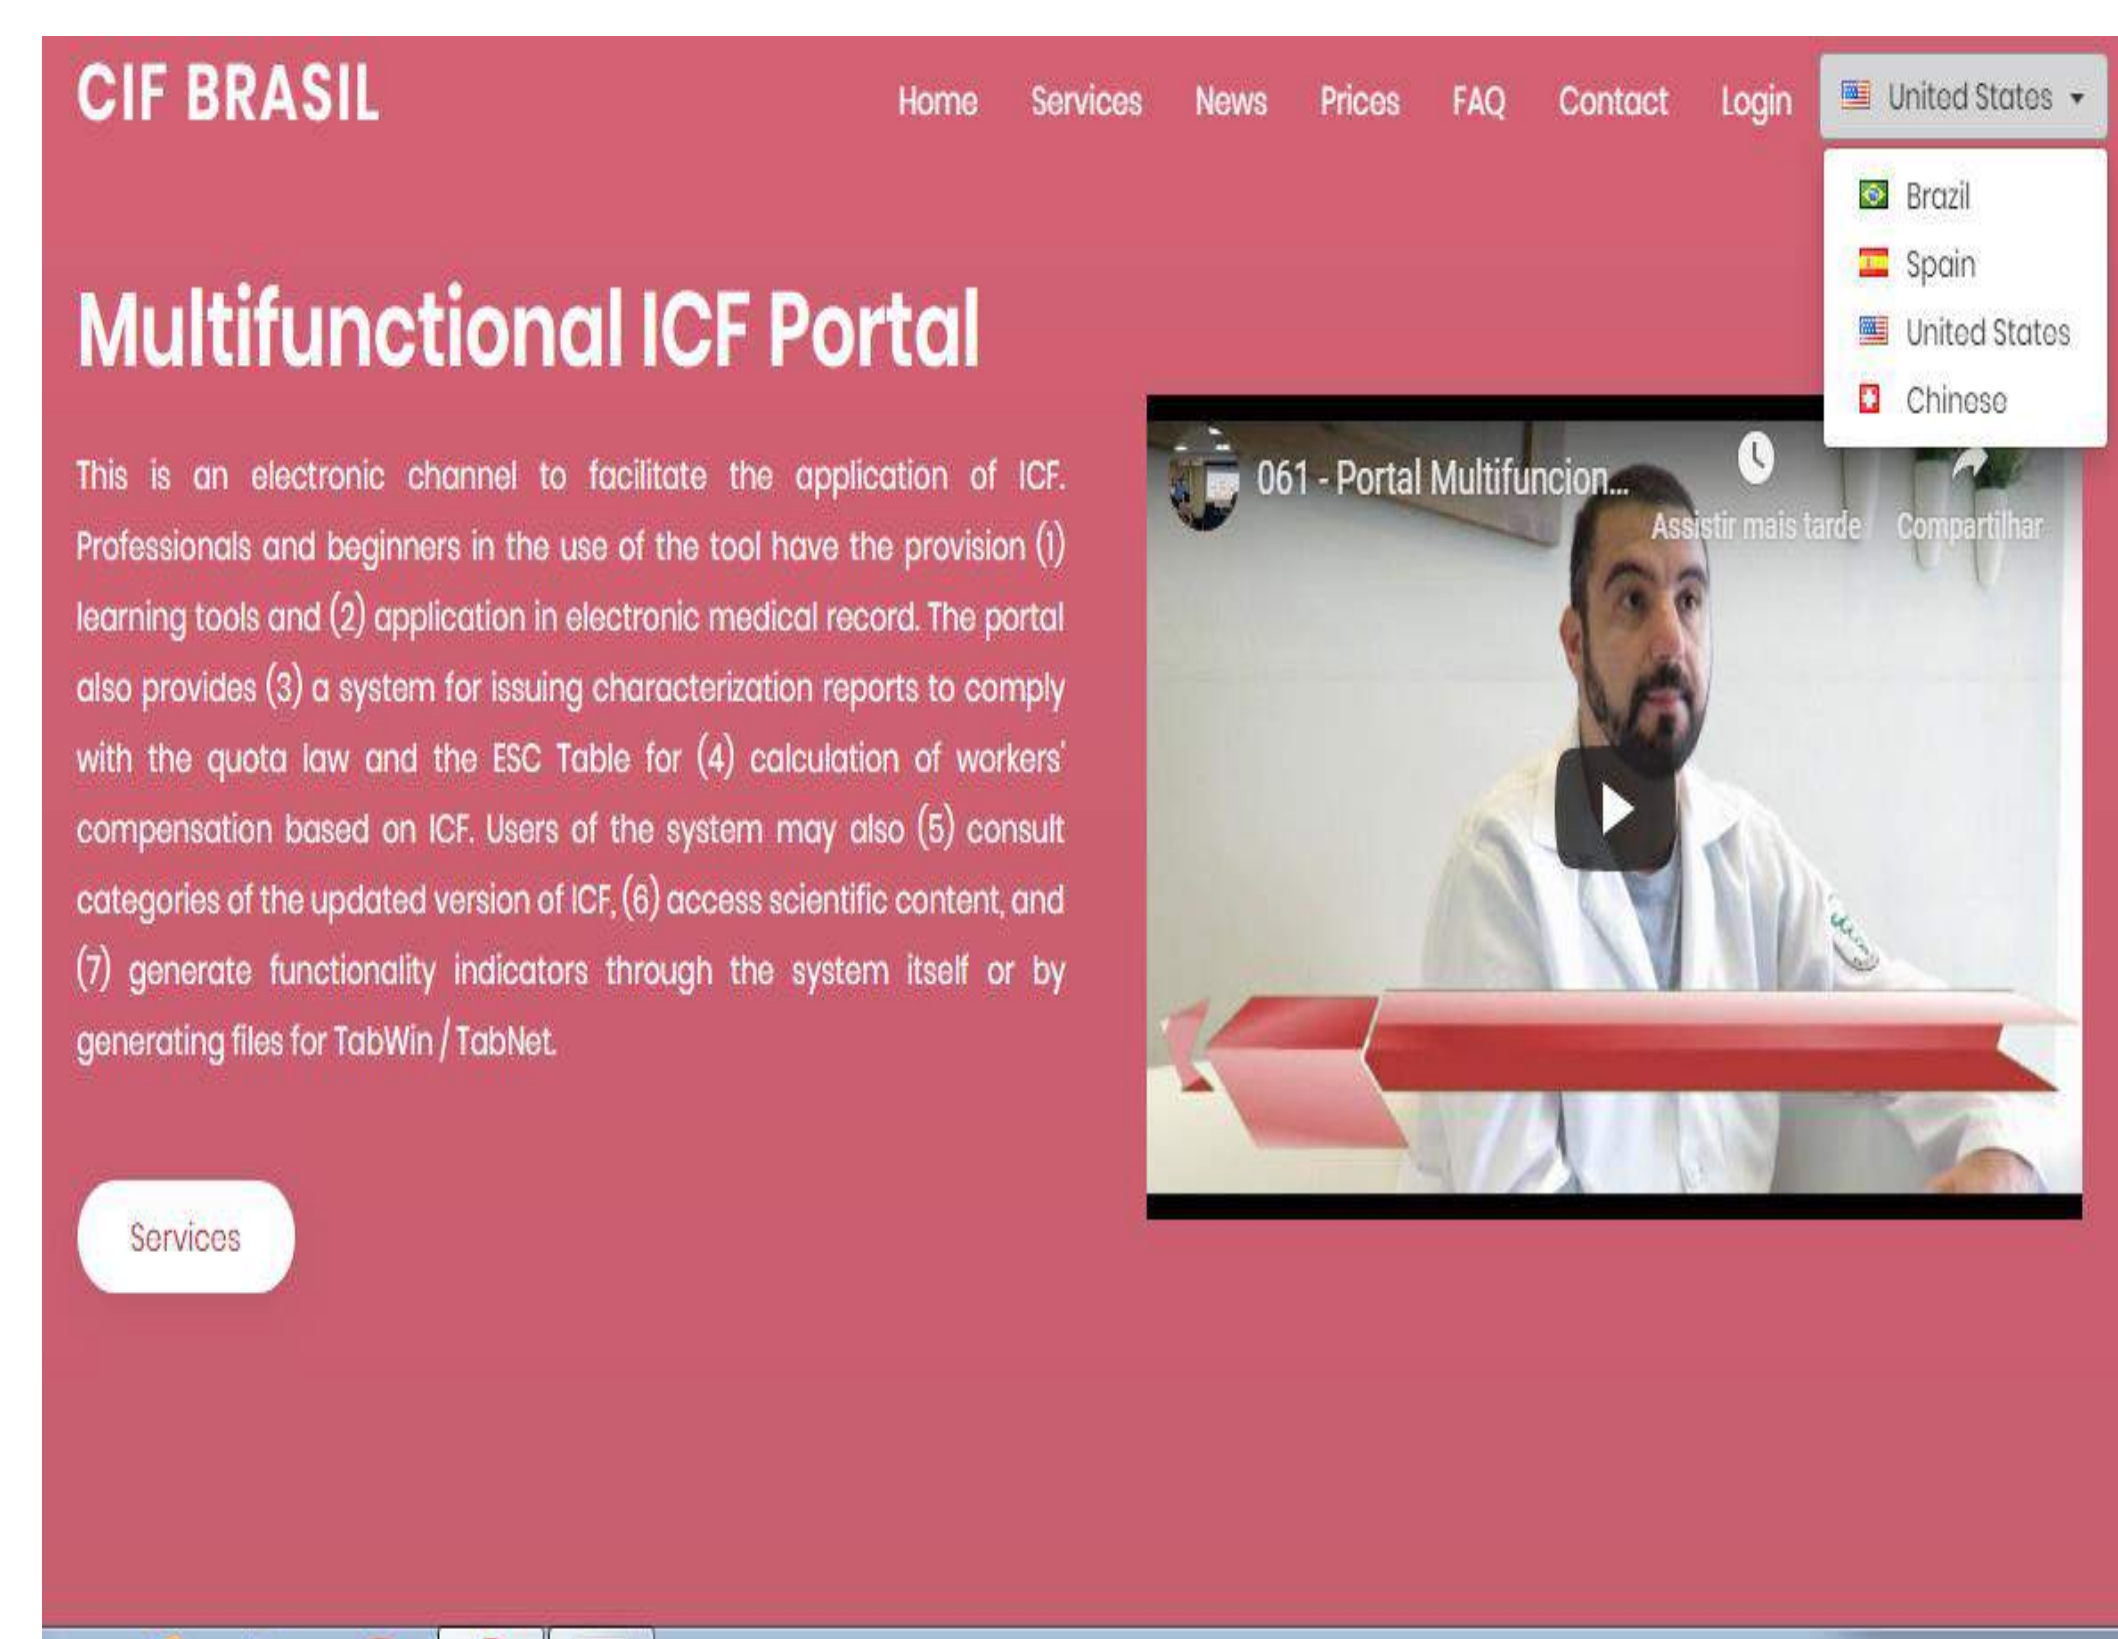 CIF BRASIL
Home Services News Prices FAQ Contact Login United States
Brazil
Spain
United States
Chinese
Multifunctional ICF Portal
This is an electronic channel to facilitate the application of ICF.
Professionals and beginners in the use of the tool have the provision (1)
learning tools and (2) application in electronic medical record. The portal
also provides (3) a system for issuing characterization reports to comply
with the quota law and the ESC Table for (4) calculation of workers'
compensation based on ICF. Users of the system may also (5) consult
categories of the updated version of ICF, (6) access scientific content, and
(7) generate functionality indicators through the system itself or by
generating files for TabWin / TabNet.
Services
061 - Portal Multifuncion...
Assistir mais tarde Compartilhar